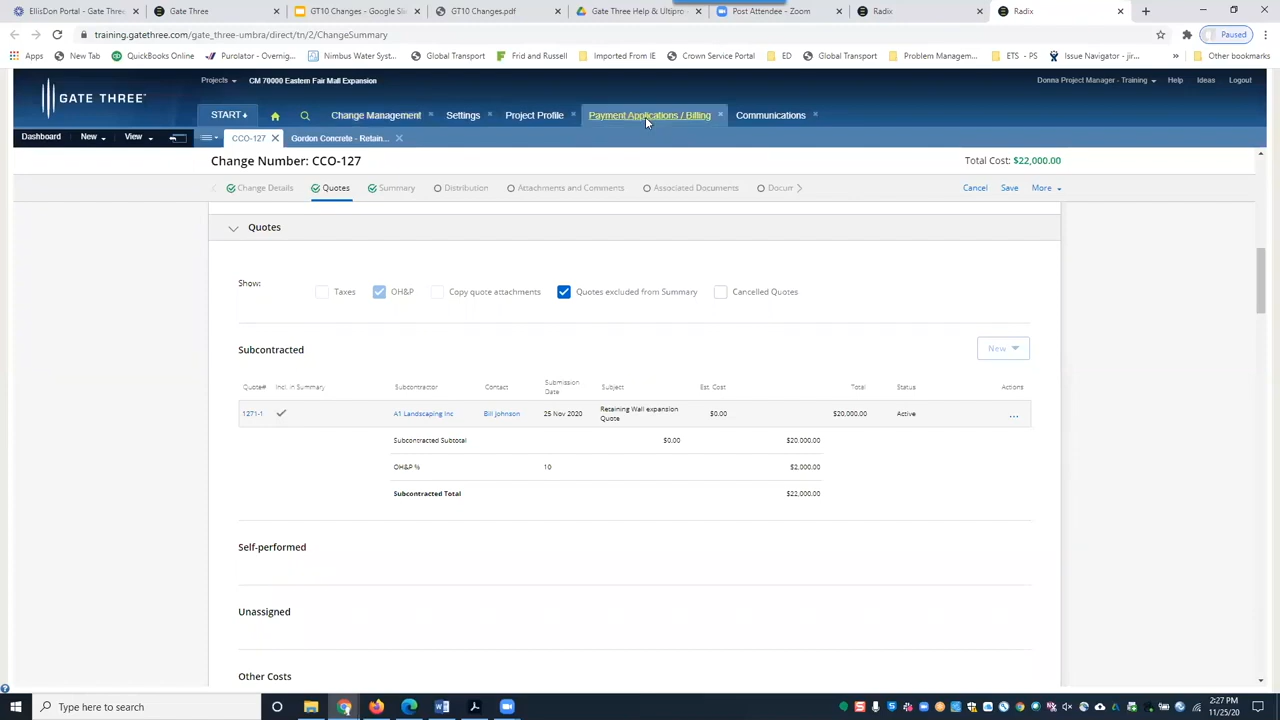 EllisDon Portal - Home
Gate Three
GT10 Changes - Google Sli
GT10 Changes.pdf
Gate Three Help & Ultipro
Post Attendee - Zoom
Radix
Radix
training.gatethree.com/gate_three-umbra/direct/tn/2/ChangeSummary
Paused
Apps
New Tab
QuickBooks Online
Purolator - Overnig...
Nimbus Water Syst...
Global Transport
Frid and Russell
Imported From IE
Crown Service Portal
ED
Global Transport
Problem Managem...
ETS - PS
Issue Navigator - jir...
»
Other bookmarks
GATE THREE
Projects
CM 70000 Eastern Fair Mall Expansion
Donna Project Manager - Training
Help
Ideas
Logout
START
Change Management
Settings
Project Profile
Payment Applications / Billing
Communications
Dashboard
New
View
CCO-127
Gordon Concrete - Retain...
Change Number: CCO-127
Total Cost: $22,000.00
Change Details
Quotes
Summary
Distribution
Attachments and Comments
Associated Documents
Docum
Cancel
Save
More
Quotes
Show:
Taxes
OH&P
Copy quote attachments
Quotes excluded from Summary
Cancelled Quotes
Subcontracted
New
Quote#
Incl. in Summary
Subcontractor
Contact
Submission Date
Subject
Est. Cost
Total
Status
Actions
1271-1
A1 Landscaping Inc
Bill Johnson
25 Nov 2020
Retaining Wall expansion Quote
$0.00
$20,000.00
Active
...
Subcontracted Subtotal
$0.00
$20,000.00
OH&P %
10
$2,000.00
Subcontracted Total
$22,000.00
Self-performed
Unassigned
Other Costs
Type here to search
2:27 PM
11/25/20